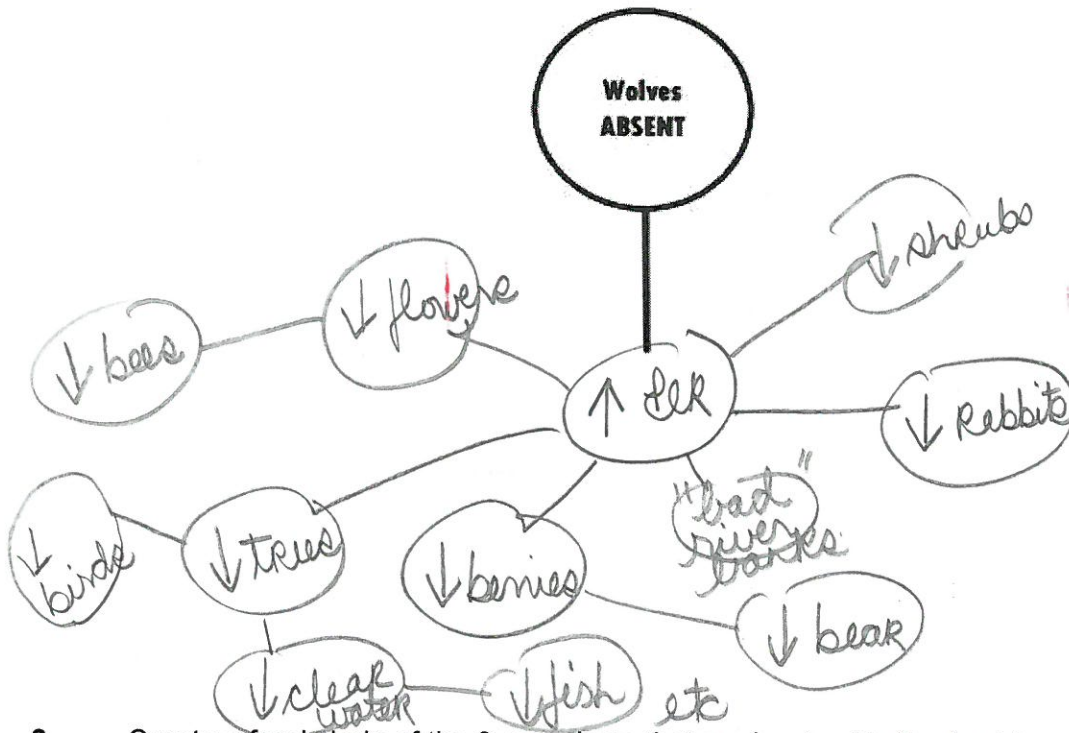 Wolves
ABSENT
↓ shrubs
↓ flowers
↓ bees
↑ elk
↓ rabbits
"bad"
river
banks
↓ birds
↓ trees
↓ berries
↓ bear
↓ clear
water
↓ fish
etc